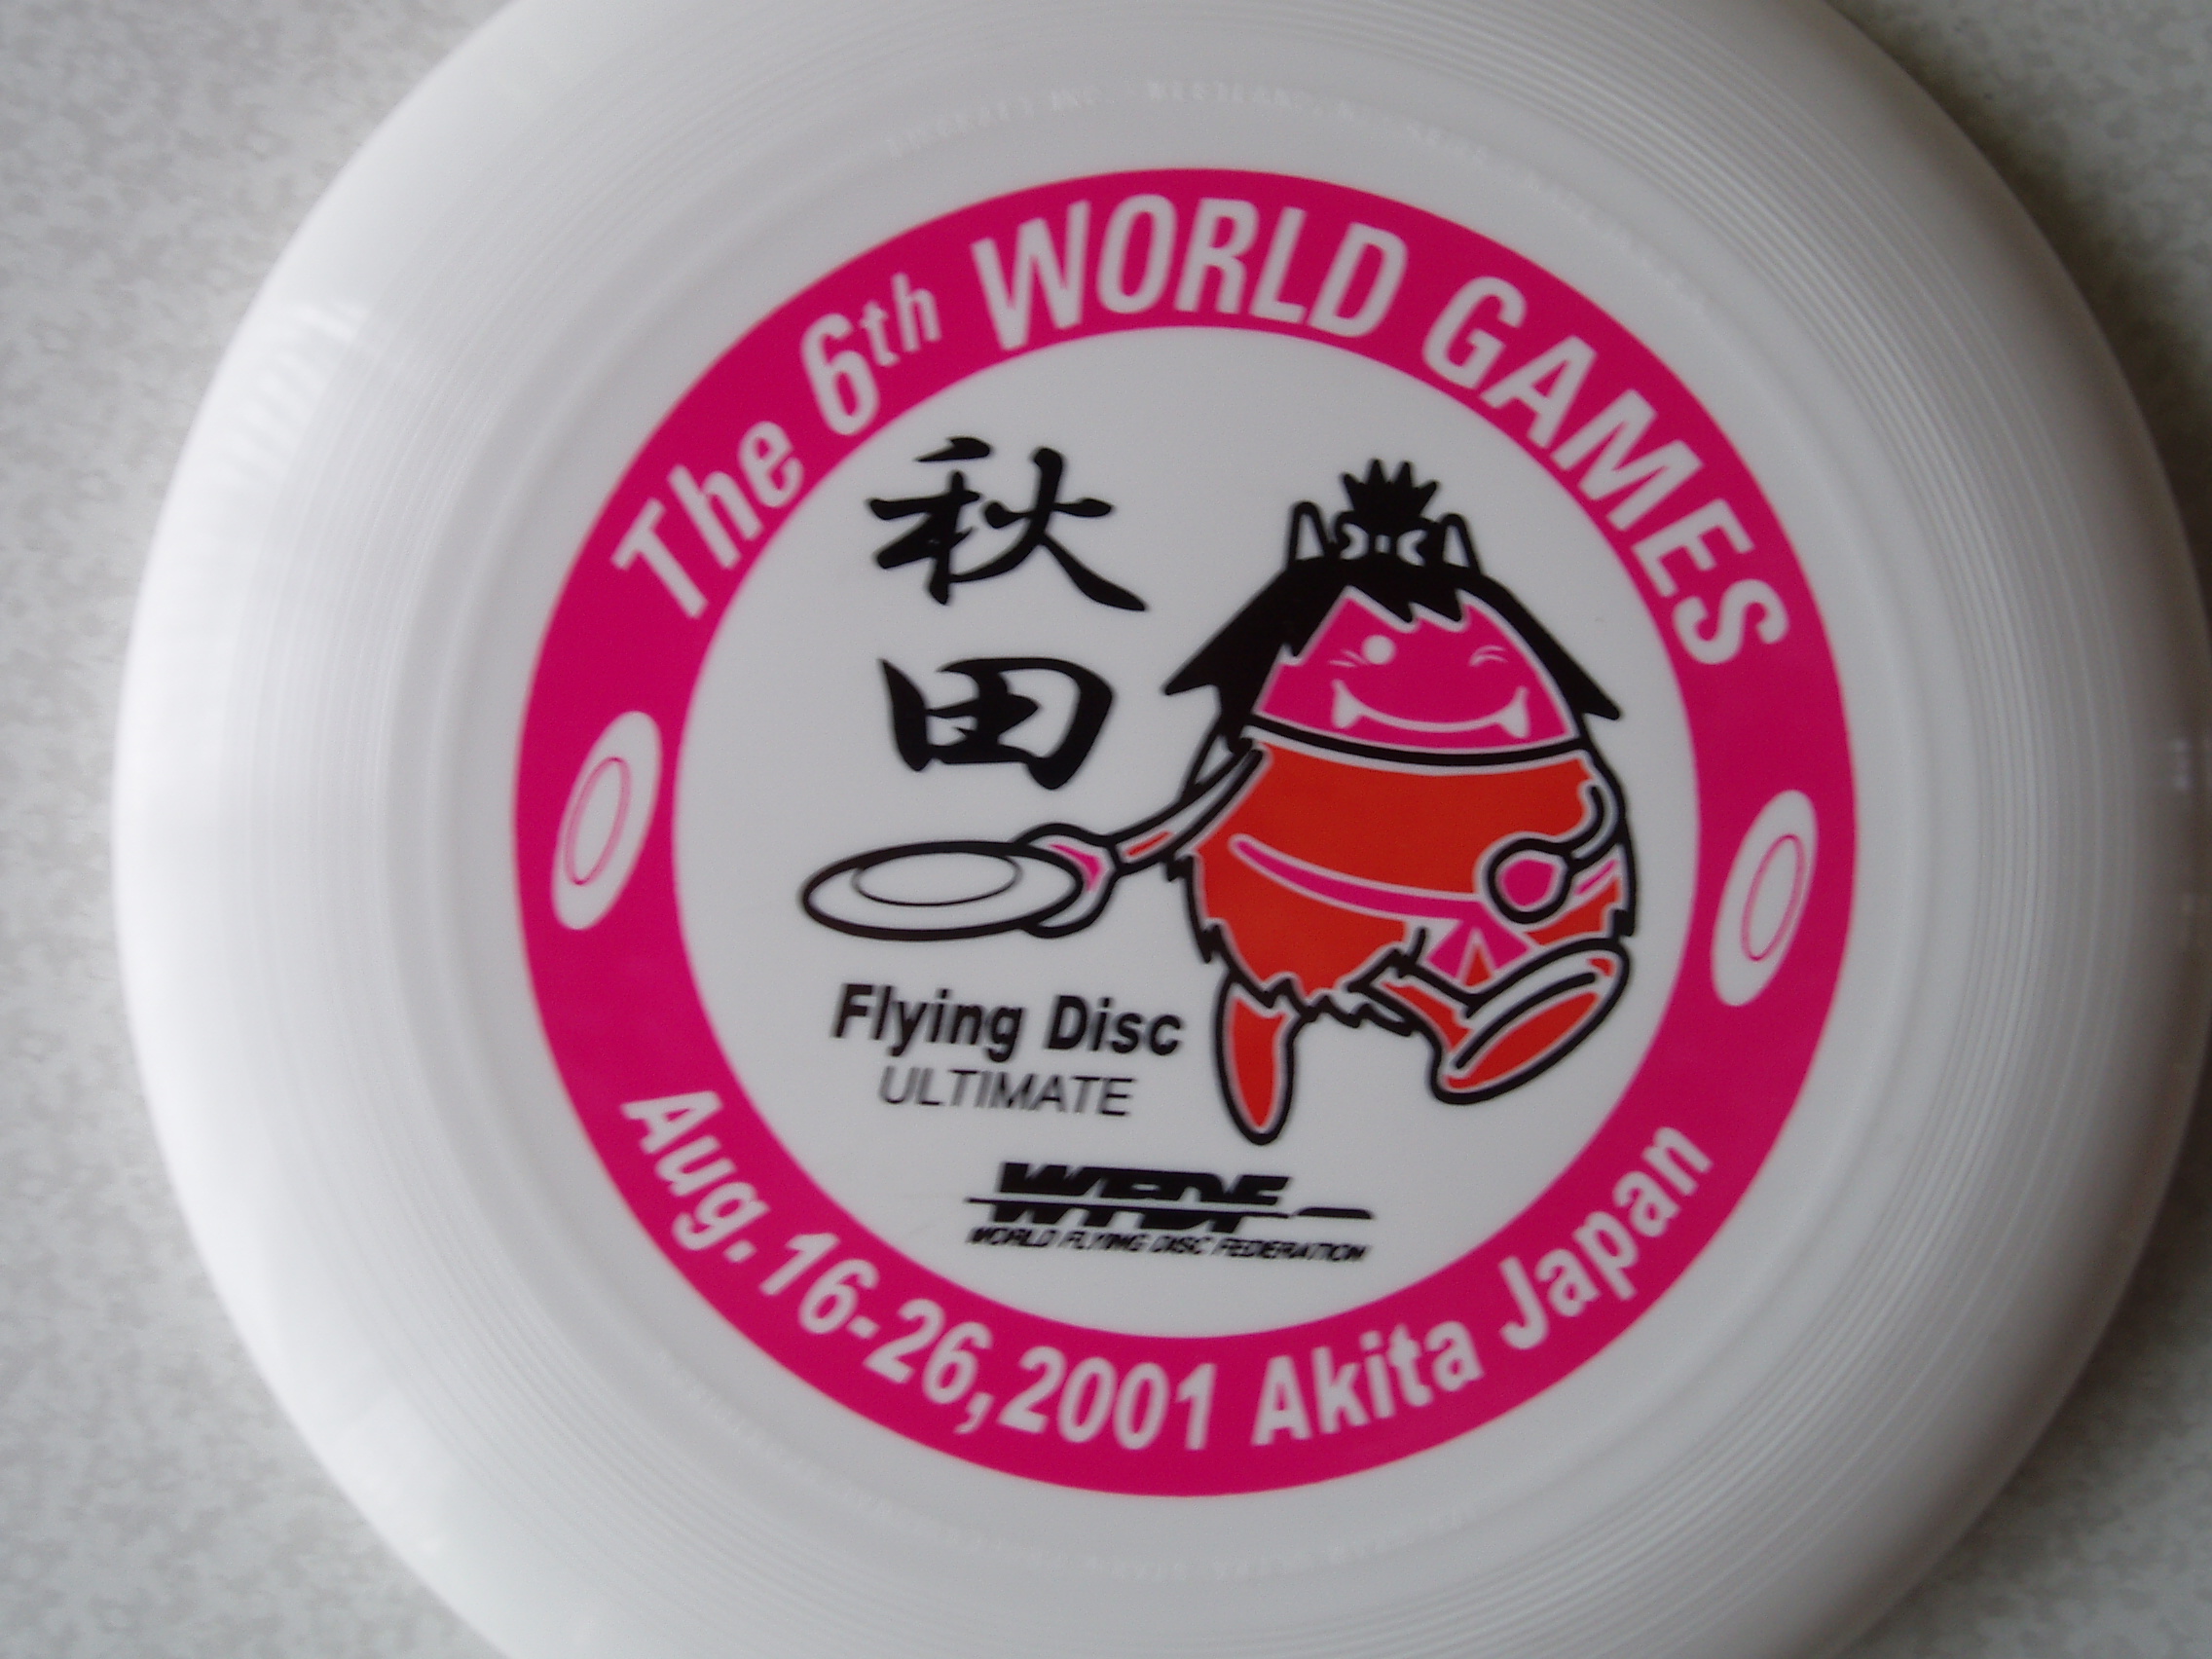 The 6th WORLD GAMES
秋
田
Flying Disc
ULTIMATE
WFDF
WORLD FLYING DISC FEDERATION
Aug. 16-26,2001 Akita Japan